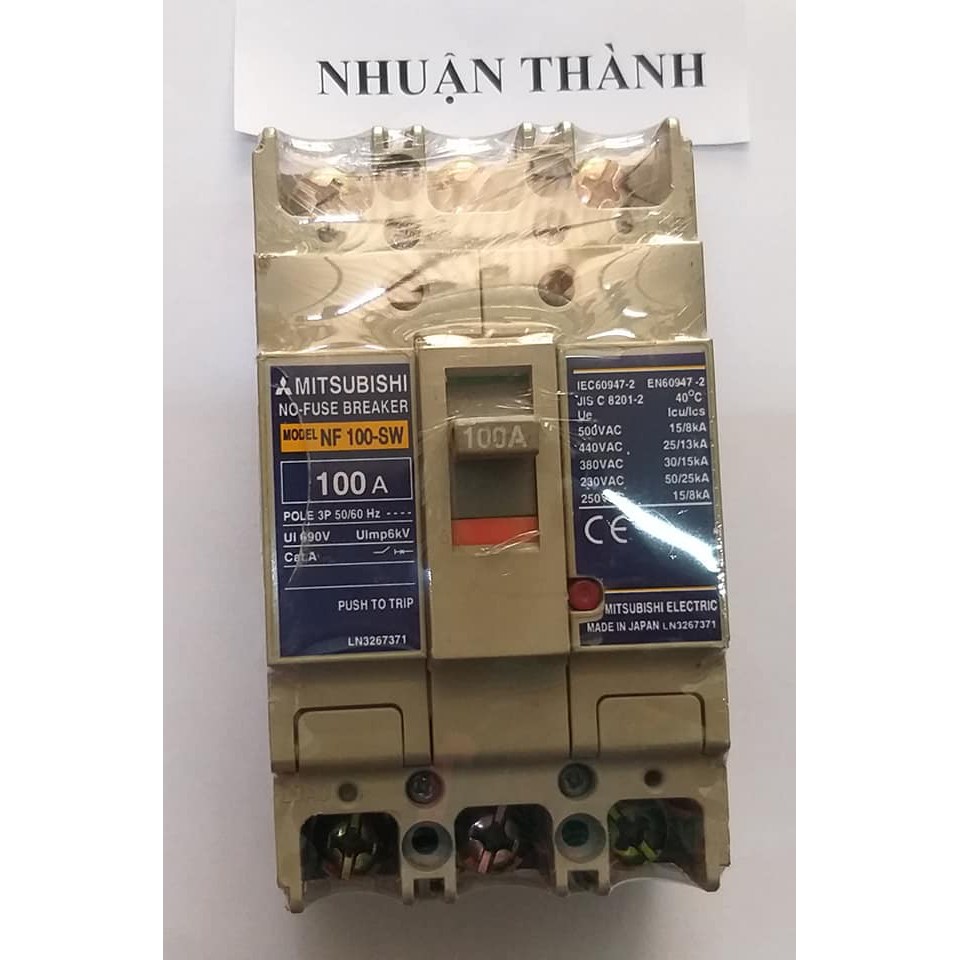 NHUẬN THÀNH
MITSUBISHI
NO-FUSE BREAKER
MODEL NF 100-SW
100 A
POLE 3P 50/60 Hz ----
UI 690V UImp6kV
Cat.A
PUSH TO TRIP
LN3267371
100A
IEC60947-2 EN60947-2
JIS C 8201-2 40°C
Ue Icu/Ics
500VAC 15/8kA
440VAC 25/13kA
380VAC 30/15kA
230VAC 50/25kA
15/8kA
CE
MITSUBISHI ELECTRIC
MADE IN JAPAN LN3267371